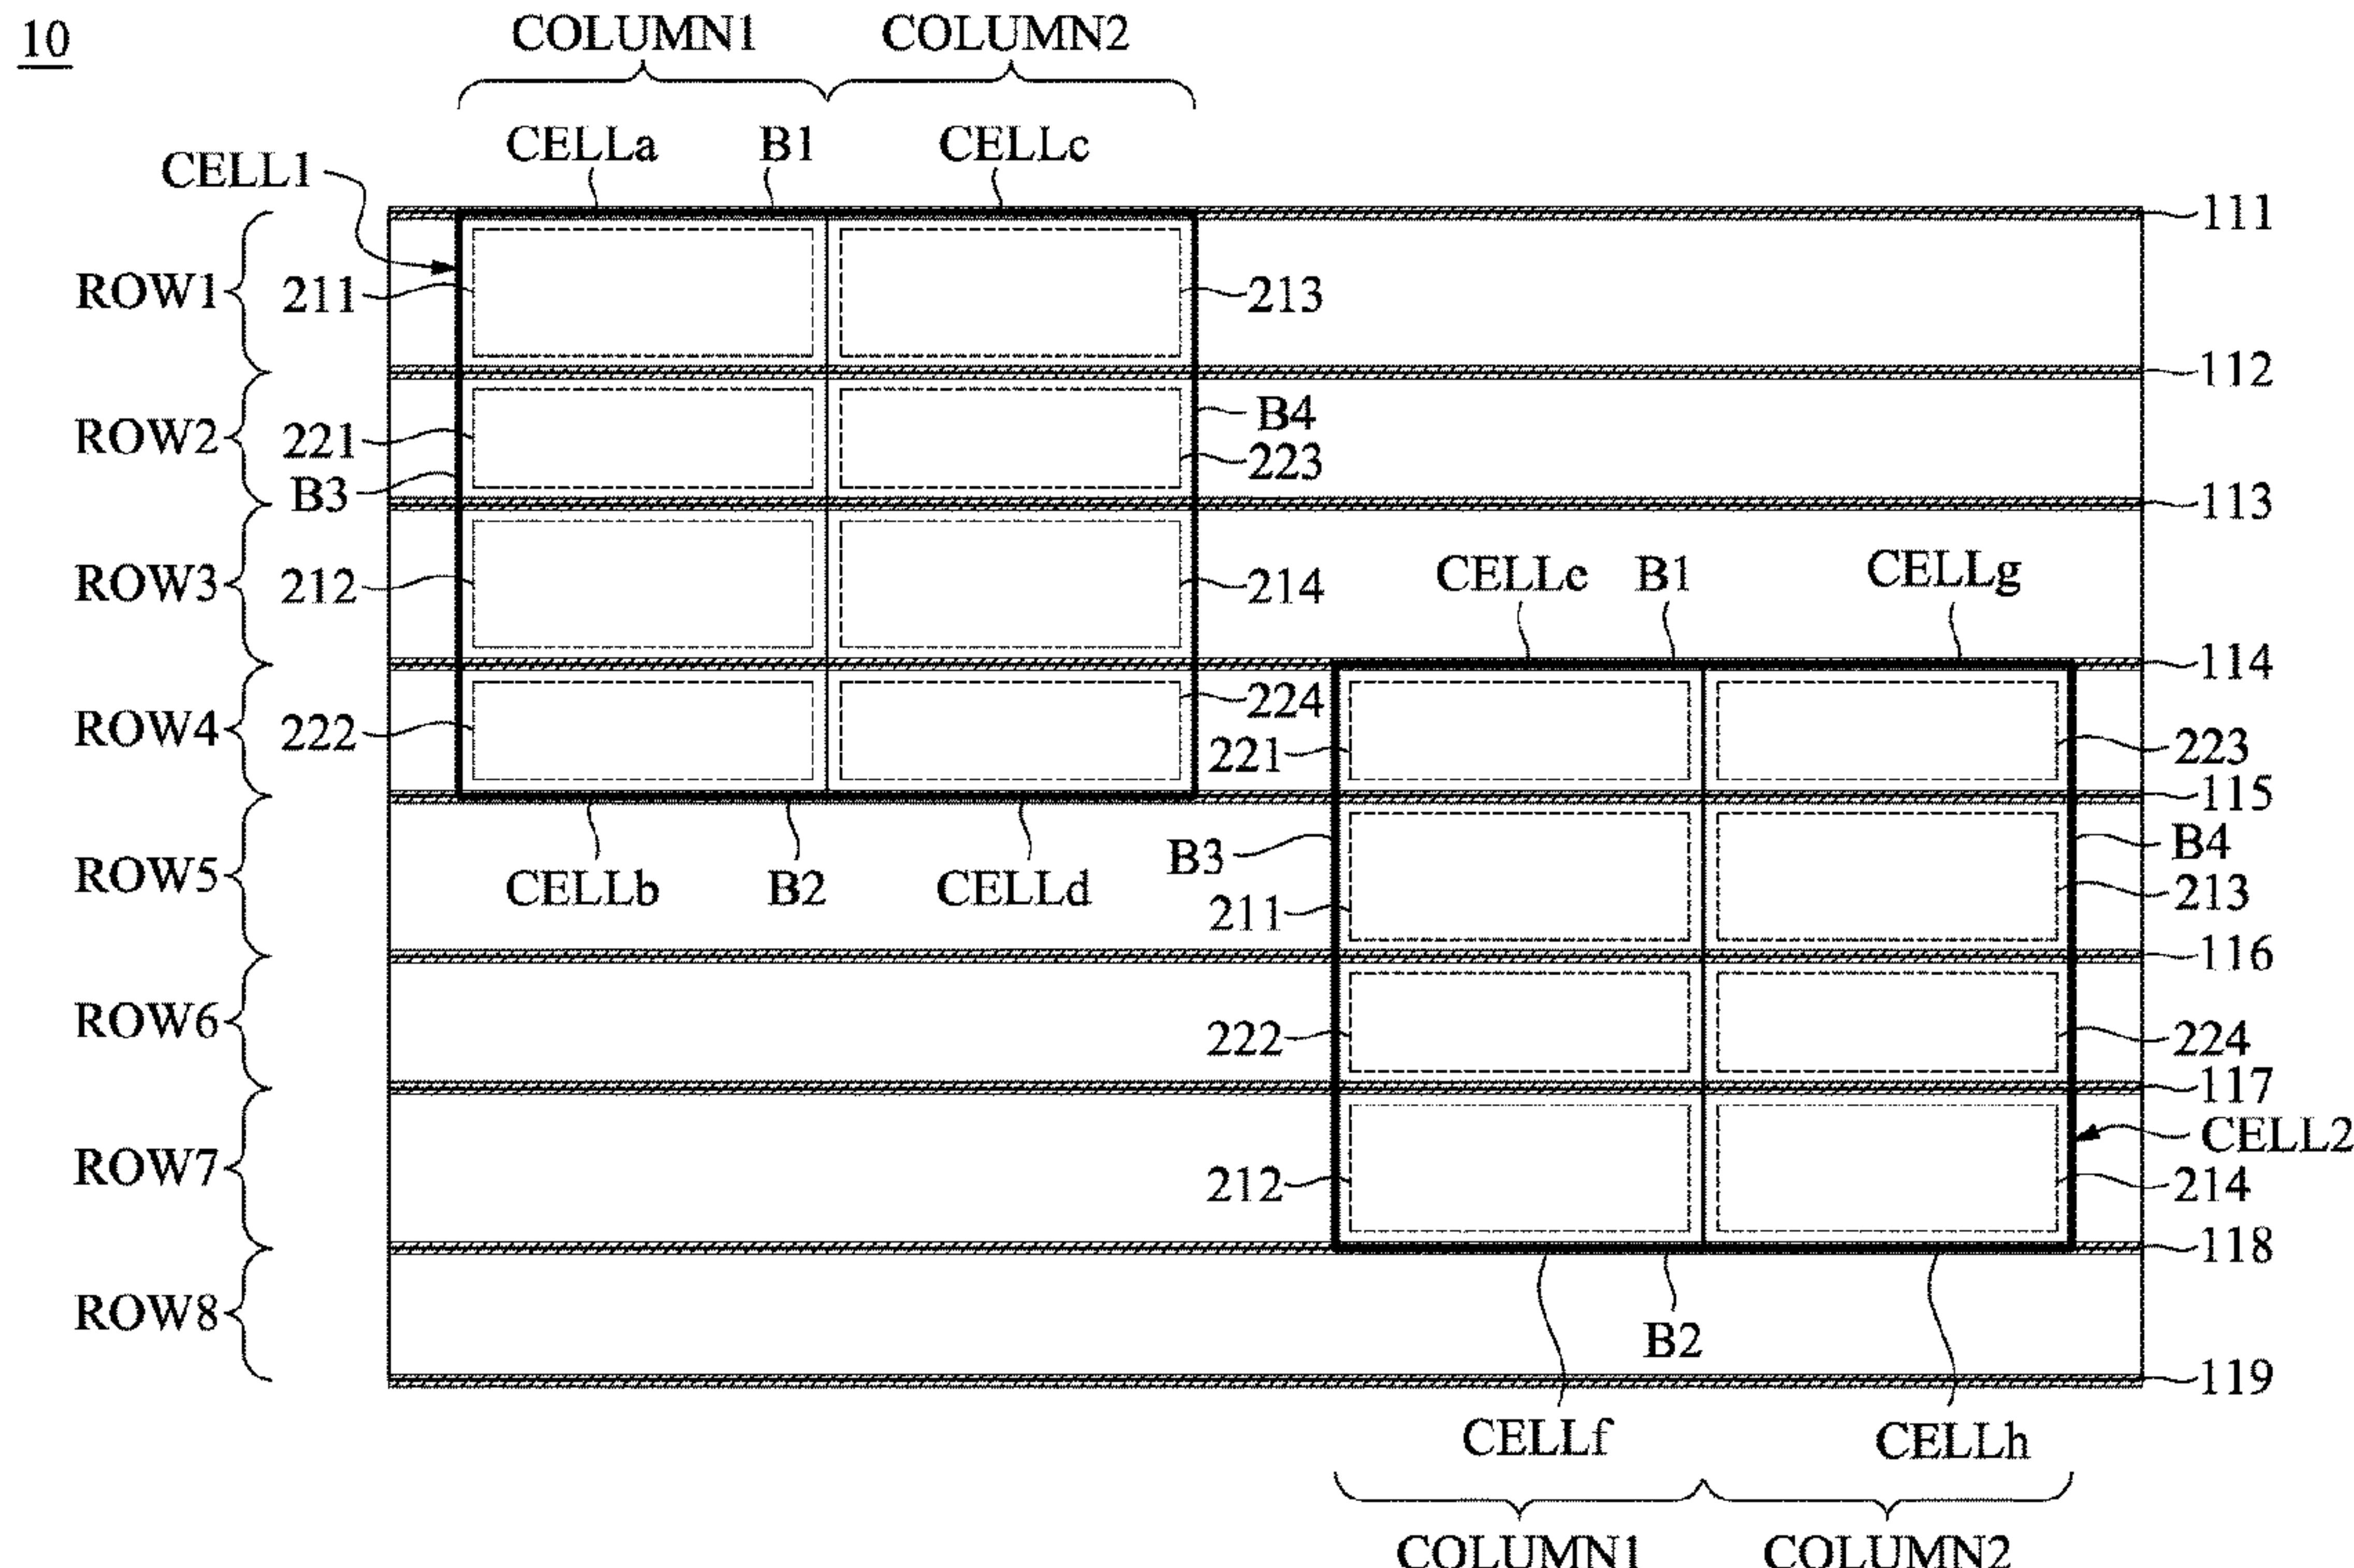 10
COLUMN1 COLUMN2
CELLa B1 CELLc
CELL1
111
ROW1 211 213
112
ROW2 221 B4
223
B3
113
ROW3 212 214 CELLe B1 CELLg
114
ROW4 222 224 221 223
115
ROW5 CELLb B2 CELLd B3 B4
211 213
116
ROW6 222 224
117
CELL2
ROW7 212 214
118
ROW8 B2
119
CELLf CELLh
COLUMN1 COLUMN2